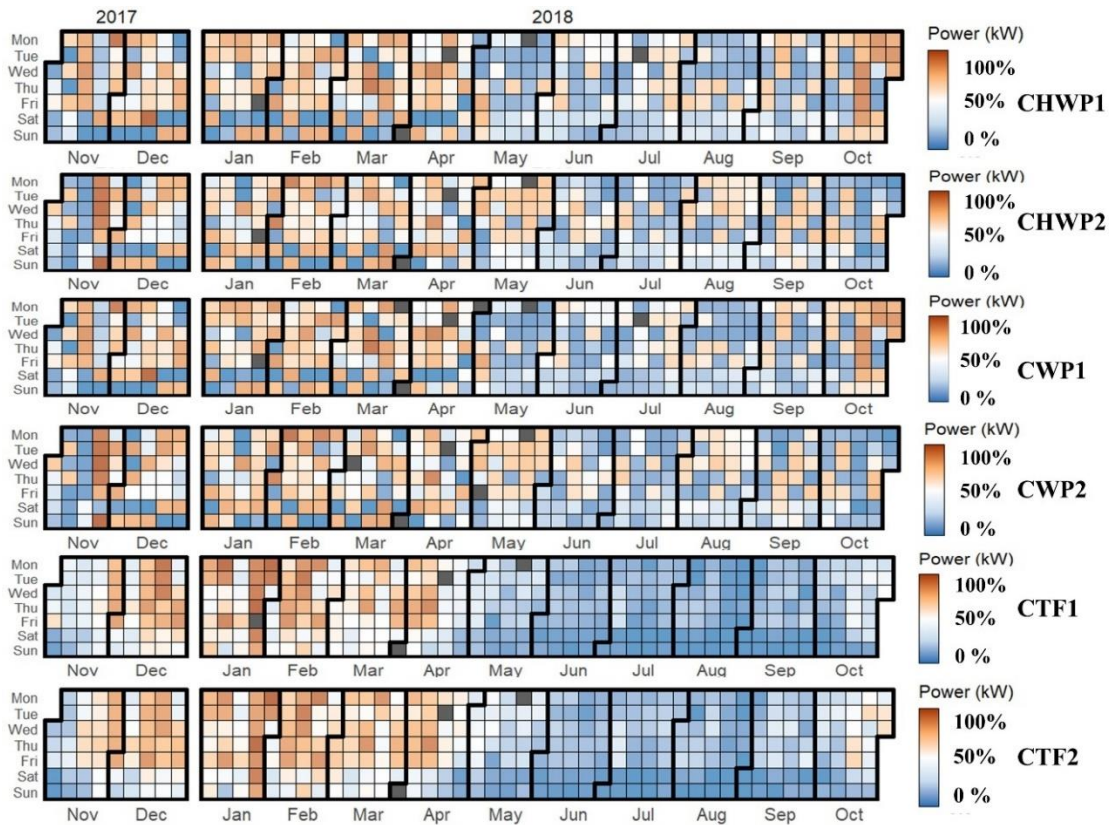 2017 2018
Mon
Tue
Wed
Thu
Fri
Sat
Sun
Nov Dec Jan Feb Mar Apr May Jun Jul Aug Sep Oct
Power (kW)
100%
50%
0 %
CHWP1
Mon
Tue
Wed
Thu
Fri
Sat
Sun
Nov Dec Jan Feb Mar Apr May Jun Jul Aug Sep Oct
Power (kW)
100%
50%
0 %
CHWP2
Mon
Tue
Wed
Thu
Fri
Sat
Sun
Nov Dec Jan Feb Mar Apr May Jun Jul Aug Sep Oct
Power (kW)
100%
50%
0 %
CWP1
Mon
Tue
Wed
Thu
Fri
Sat
Sun
Nov Dec Jan Feb Mar Apr May Jun Jul Aug Sep Oct
Power (kW)
100%
50%
0 %
CWP2
Mon
Tue
Wed
Thu
Fri
Sat
Sun
Nov Dec Jan Feb Mar Apr May Jun Jul Aug Sep Oct
Power (kW)
100%
50%
0 %
CTF1
Mon
Tue
Wed
Thu
Fri
Sat
Sun
Nov Dec Jan Feb Mar Apr May Jun Jul Aug Sep Oct
Power (kW)
100%
50%
0 %
CTF2